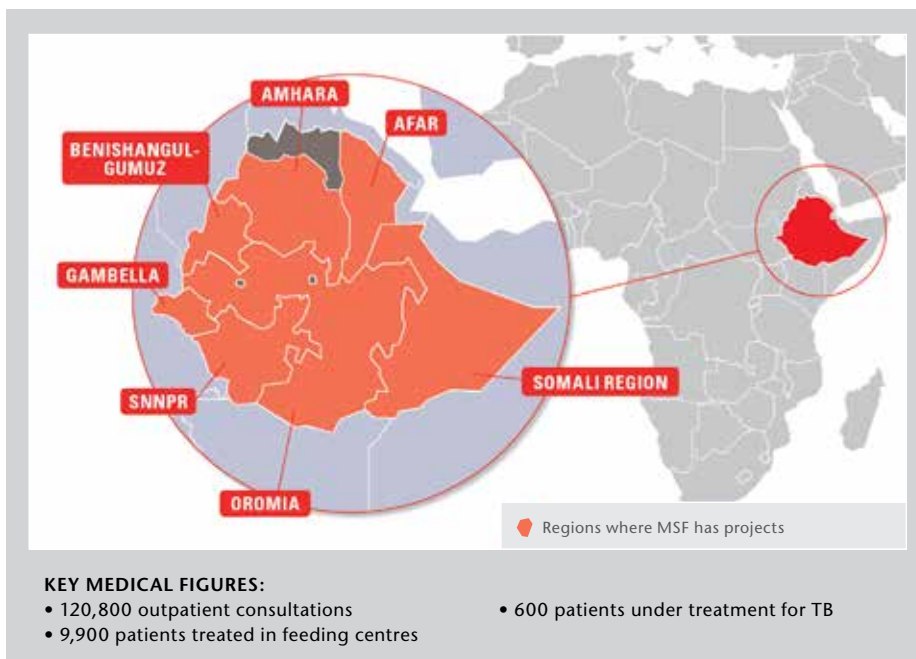 AMHARA
AFAR
BENISHANGUL-
GUMUZ
GAMBELLA
SNNPR
SOMALI REGION
OROMIA
Regions where MSF has projects
KEY MEDICAL FIGURES:
• 120,800 outpatient consultations
• 9,900 patients treated in feeding centres
• 600 patients under treatment for TB